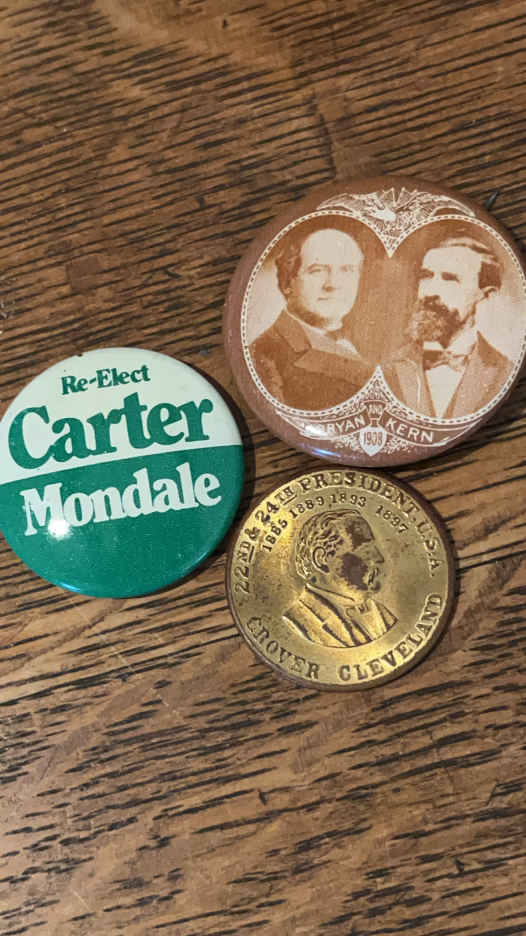 Re-Elect
Carter
Mondale
BRYAN AND KERN
1908
22ND & 24TH PRESIDENT, U.S.A.
1885 1889 1893 1897
GROVER CLEVELAND